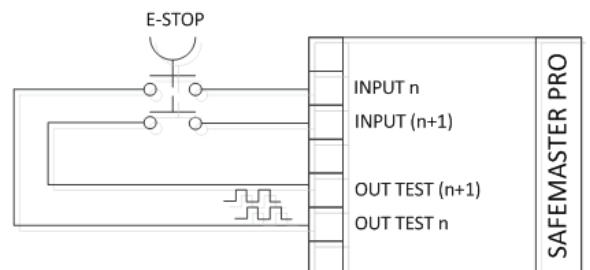 E-STOP
INPUT n
INPUT (n+1)
OUT TEST (n+1)
OUT TEST n
SAFEMASTER PRO